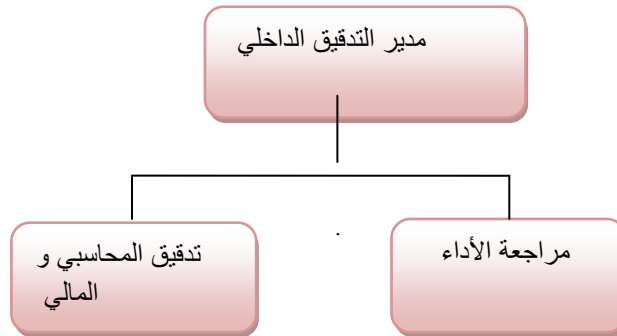 مدير التدقيق الداخلي
مراجعة الأداء
تدقيق المحاسبي و
المالي